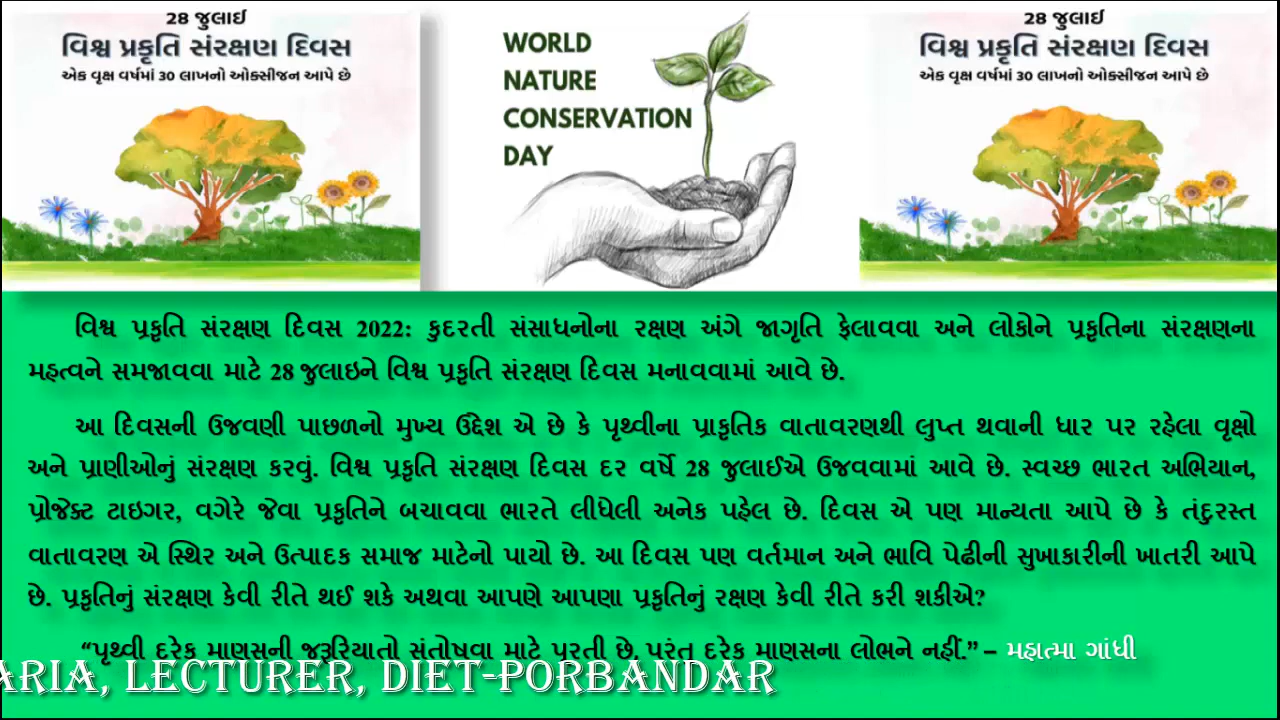 28 જુલાઈ
વિશ્વ પ્રકૃતિ સંરક્ષણ દિવસ
એક વૃક્ષ વર્ષમાં 30 લાખનો ઓક્સીજન આપે છે
WORLD
NATURE
CONSERVATION
DAY
28 જુલાઈ
વિશ્વ પ્રકૃતિ સંરક્ષણ દિવસ
એક વૃક્ષ વર્ષમાં 30 લાખનો ઓક્સીજન આપે છે
વિશ્વ પ્રકૃતિ સંરક્ષણ દિવસ 2022: કુદરતી સંસાધનોના રક્ષણ અંગે જાગૃતિ ફેલાવવા અને લોકોને પ્રકૃતિના સંરક્ષણના
મહત્વને સમજાવવા માટે 28 જુલાઇને વિશ્વ પ્રકૃતિ સંરક્ષણ દિવસ મનાવવામાં આવે છે.
આ દિવસની ઉજવણી પાછળનો મુખ્ય ઉદ્દેશ એ છે કે પૃથ્વીના પ્રાકૃતિક વાતાવરણથી લુપ્ત થવાની ધાર પર રહેલા વૃક્ષો
અને પ્રાણીઓનું સંરક્ષણ કરવું. વિશ્વ પ્રકૃતિ સંરક્ષણ દિવસ દર વર્ષે 28 જુલાઈએ ઉજવવામાં આવે છે. સ્વચ્છ ભારત અભિયાન,
પ્રોજેક્ટ ટાઇગર, વગેરે જેવા પ્રકૃતિને બચાવવા ભારતે લીધેલી અનેક પહેલ છે. દિવસ એ પણ માન્યતા આપે છે કે તંદુરસ્ત
વાતાવરણ એ સ્થિર અને ઉત્પાદક સમાજ માટેનો પાયો છે. આ દિવસ પણ વર્તમાન અને ભાવિ પેઢીની સુખાકારીની ખાતરી આપે
છે. પ્રકૃતિનું સંરક્ષણ કેવી રીતે થઈ શકે અથવા આપણે આપણા પ્રકૃતિનું રક્ષણ કેવી રીતે કરી શકીએ?
“પૃથ્વી દરેક માણસની જરૂરિયાતો સંતોષવા માટે પૂરતી છે, પરંતુ દરેક માણસના લોભને નહીં.” – મહાત્મા ગાંધી
ARIA, LECTURER, DIET-PORBANDAR